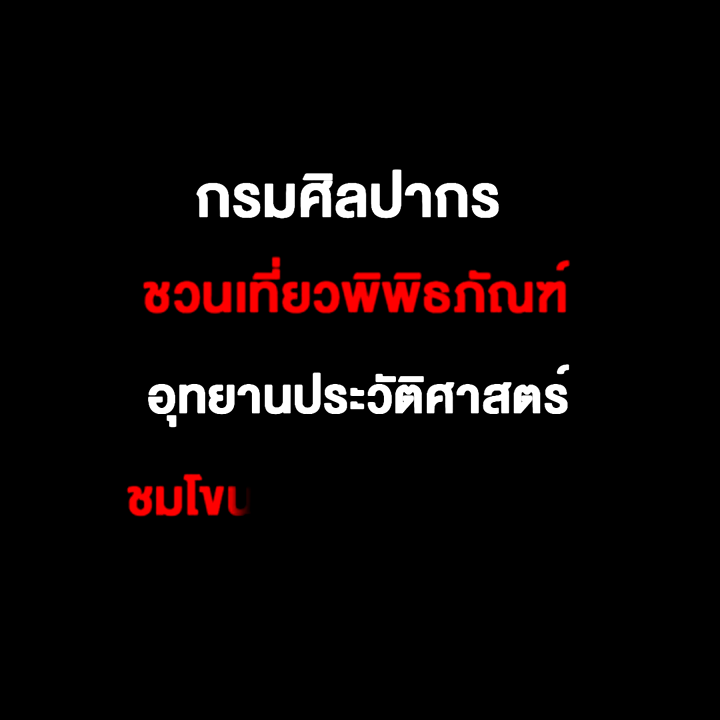 กรมศิลปากร
ชวนเที่ยวพิพิธภัณฑ์
อุทยานประวัติศาสตร์
ชมโขน